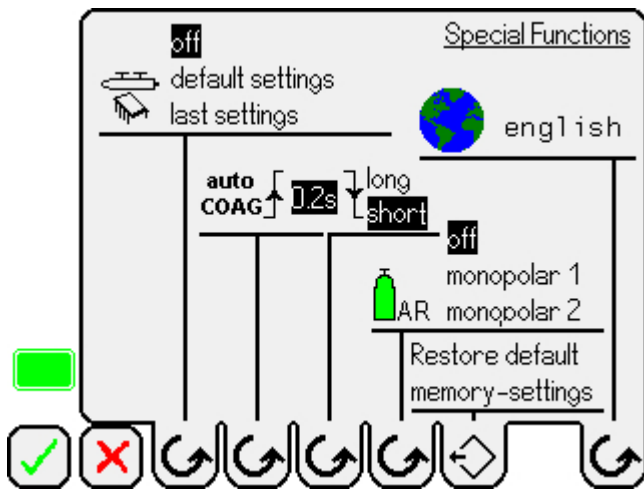 Special Functions
off
default settings
last settings
english
auto
COAG
0.2s
long
short
off
monopolar 1
AR monopolar 2
Restore default
memory-settings